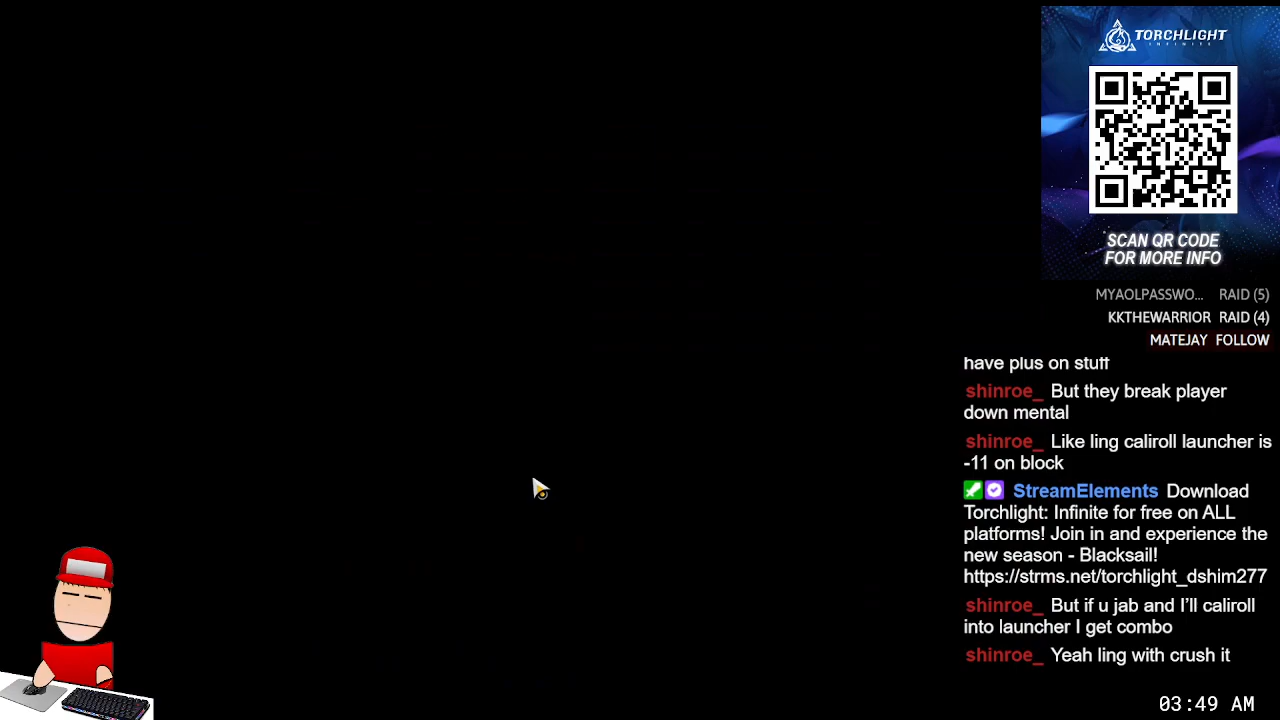 TORCHLIGHT
INFINITE
SCAN QR CODE
FOR MORE INFO
MYAOLPASSWO... RAID (5)
KKTHEWARRIOR RAID (4)
MATEJAY FOLLOW
have plus on stuff
shinroe_ But they break player
down mental
shinroe_ Like ling caliroll launcher is
-11 on block
StreamElements Download
Torchlight: Infinite for free on ALL
platforms! Join in and experience the
new season - Blacksail!
https://strms.net/torchlight_dshim277
shinroe_ But if u jab and I’ll caliroll
into launcher I get combo
shinroe_ Yeah ling with crush it
03:49 AM